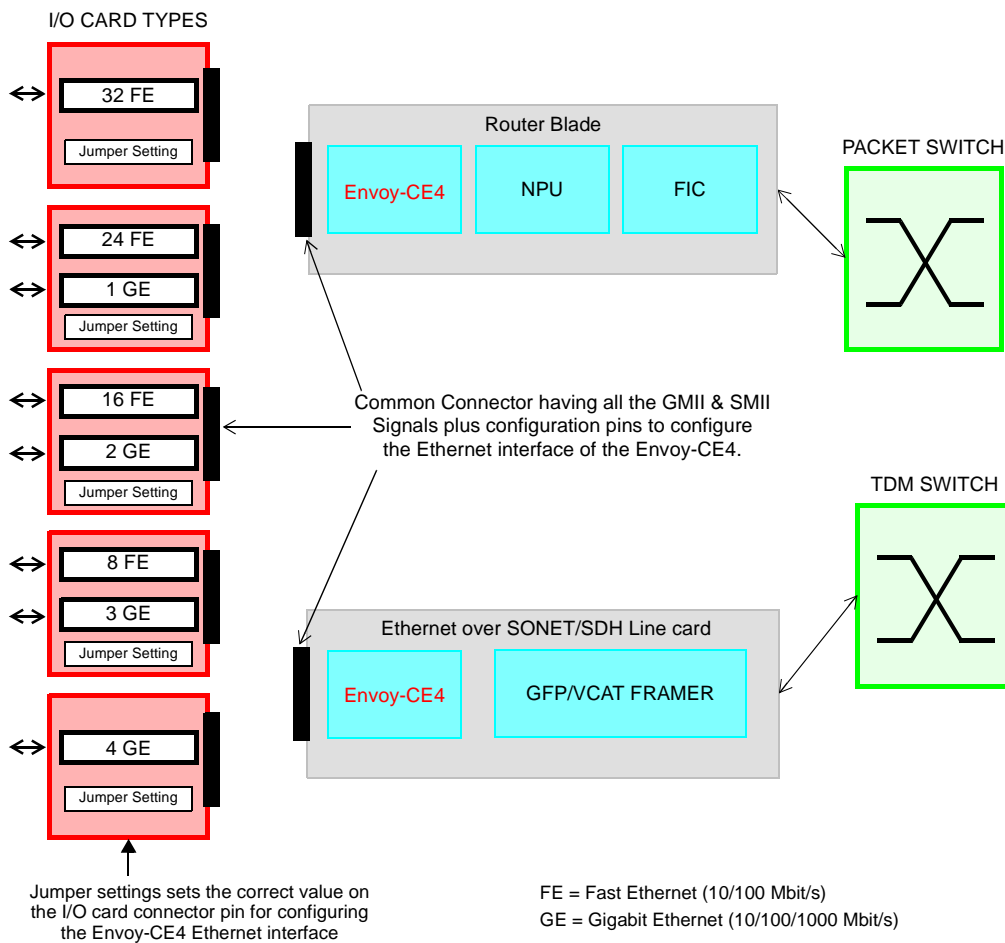 I/O CARD TYPES
32 FE
Jumper Setting
24 FE
1 GE
Jumper Setting
16 FE
2 GE
Jumper Setting
8 FE
3 GE
Jumper Setting
4 GE
Jumper Setting
Jumper settings sets the correct value on
the I/O card connector pin for configuring
the Envoy-CE4 Ethernet interface
Router Blade
Envoy-CE4
NPU
FIC
PACKET SWITCH
Common Connector having all the GMII & SMII
Signals plus configuration pins to configure
the Ethernet interface of the Envoy-CE4.
TDM SWITCH
Ethernet over SONET/SDH Line card
Envoy-CE4
GFP/VCAT FRAMER
FE = Fast Ethernet (10/100 Mbit/s)
GE = Gigabit Ethernet (10/100/1000 Mbit/s)